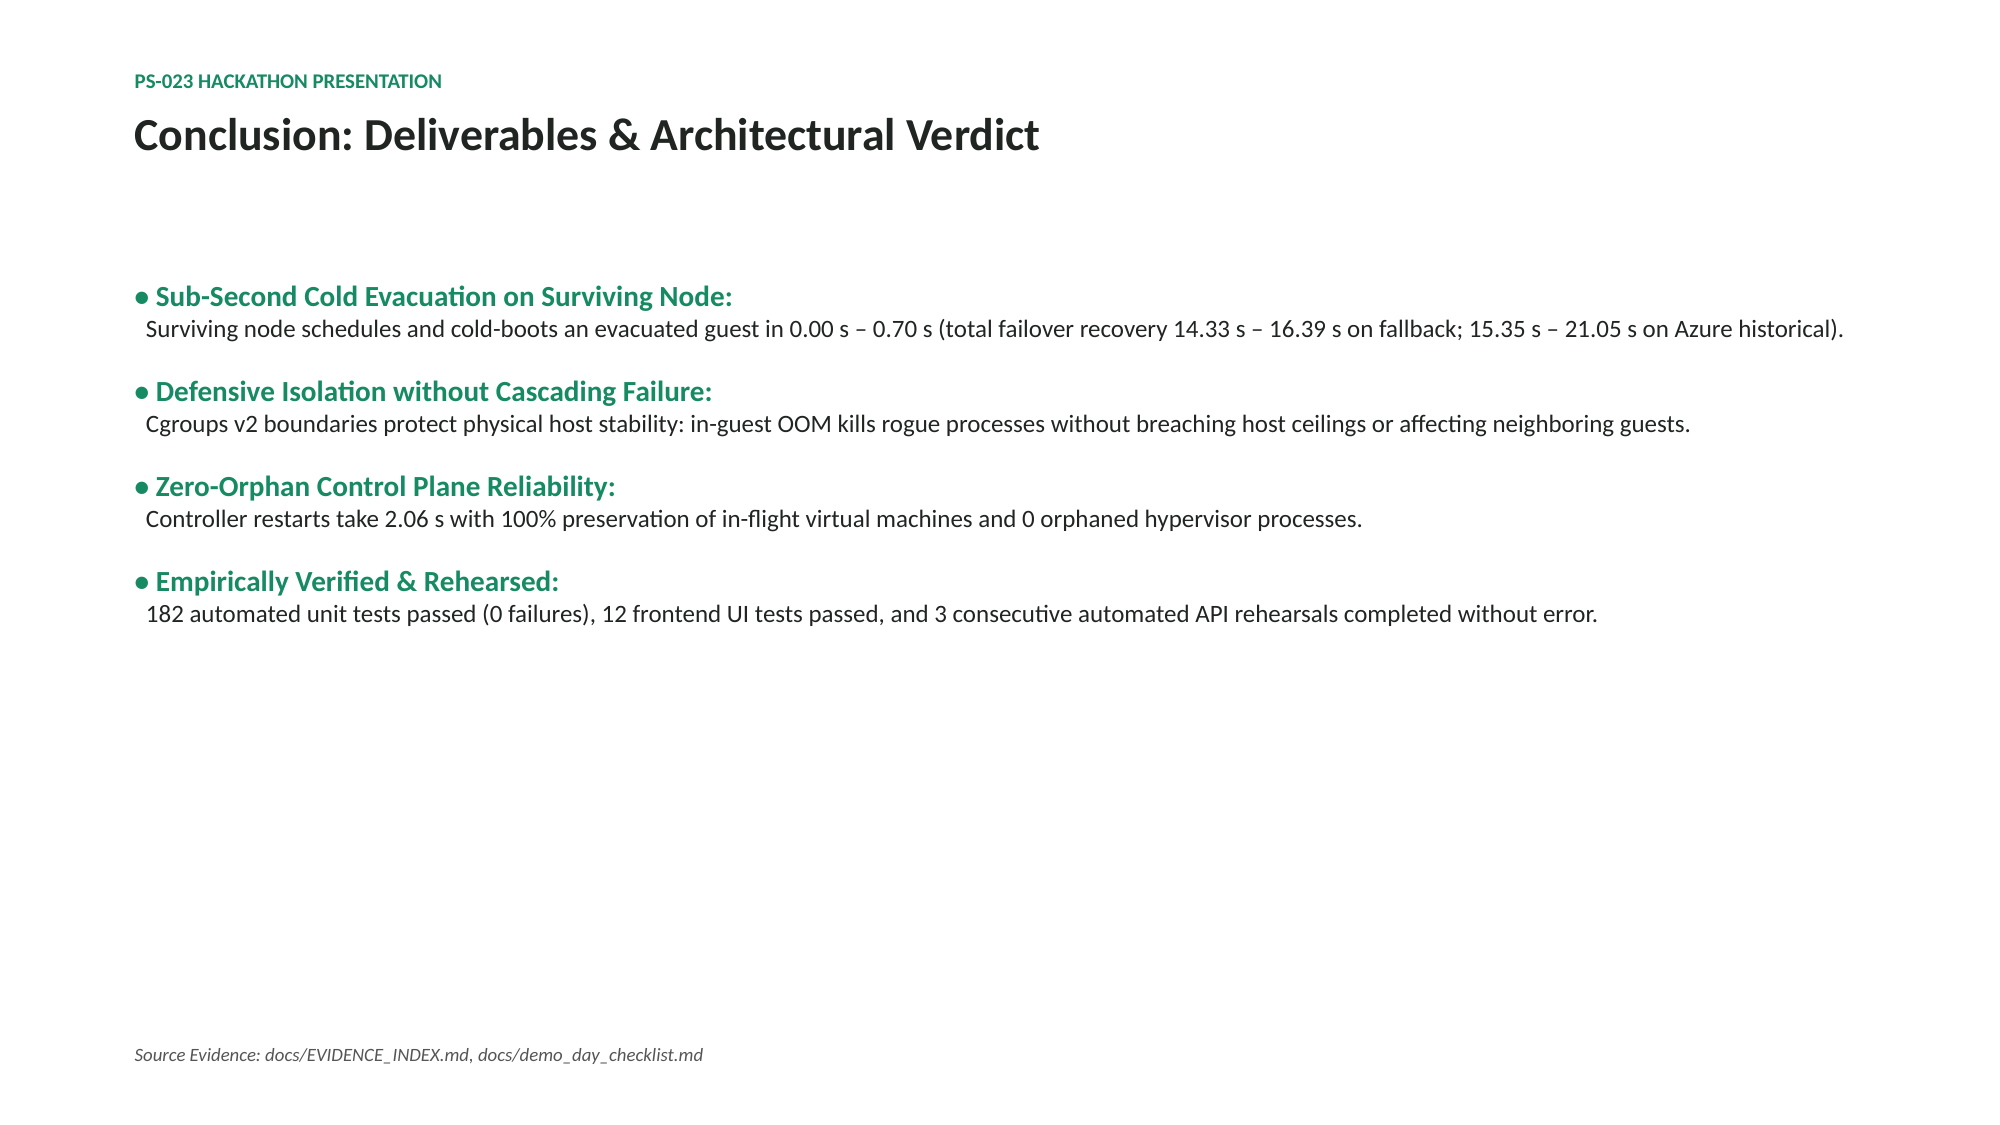 PS-023 HACKATHON PRESENTATION
Conclusion: Deliverables & Architectural Verdict
● Sub-Second Cold Evacuation on Surviving Node:
Surviving node schedules and cold-boots an evacuated guest in 0.00 s – 0.70 s (total failover recovery 14.33 s – 16.39 s on fallback; 15.35 s – 21.05 s on Azure historical).
● Defensive Isolation without Cascading Failure:
Cgroups v2 boundaries protect physical host stability: in-guest OOM kills rogue processes without breaching host ceilings or affecting neighboring guests.
● Zero-Orphan Control Plane Reliability:
Controller restarts take 2.06 s with 100% preservation of in-flight virtual machines and 0 orphaned hypervisor processes.
● Empirically Verified & Rehearsed:
182 automated unit tests passed (0 failures), 12 frontend UI tests passed, and 3 consecutive automated API rehearsals completed without error.
Source Evidence: docs/EVIDENCE_INDEX.md, docs/demo_day_checklist.md